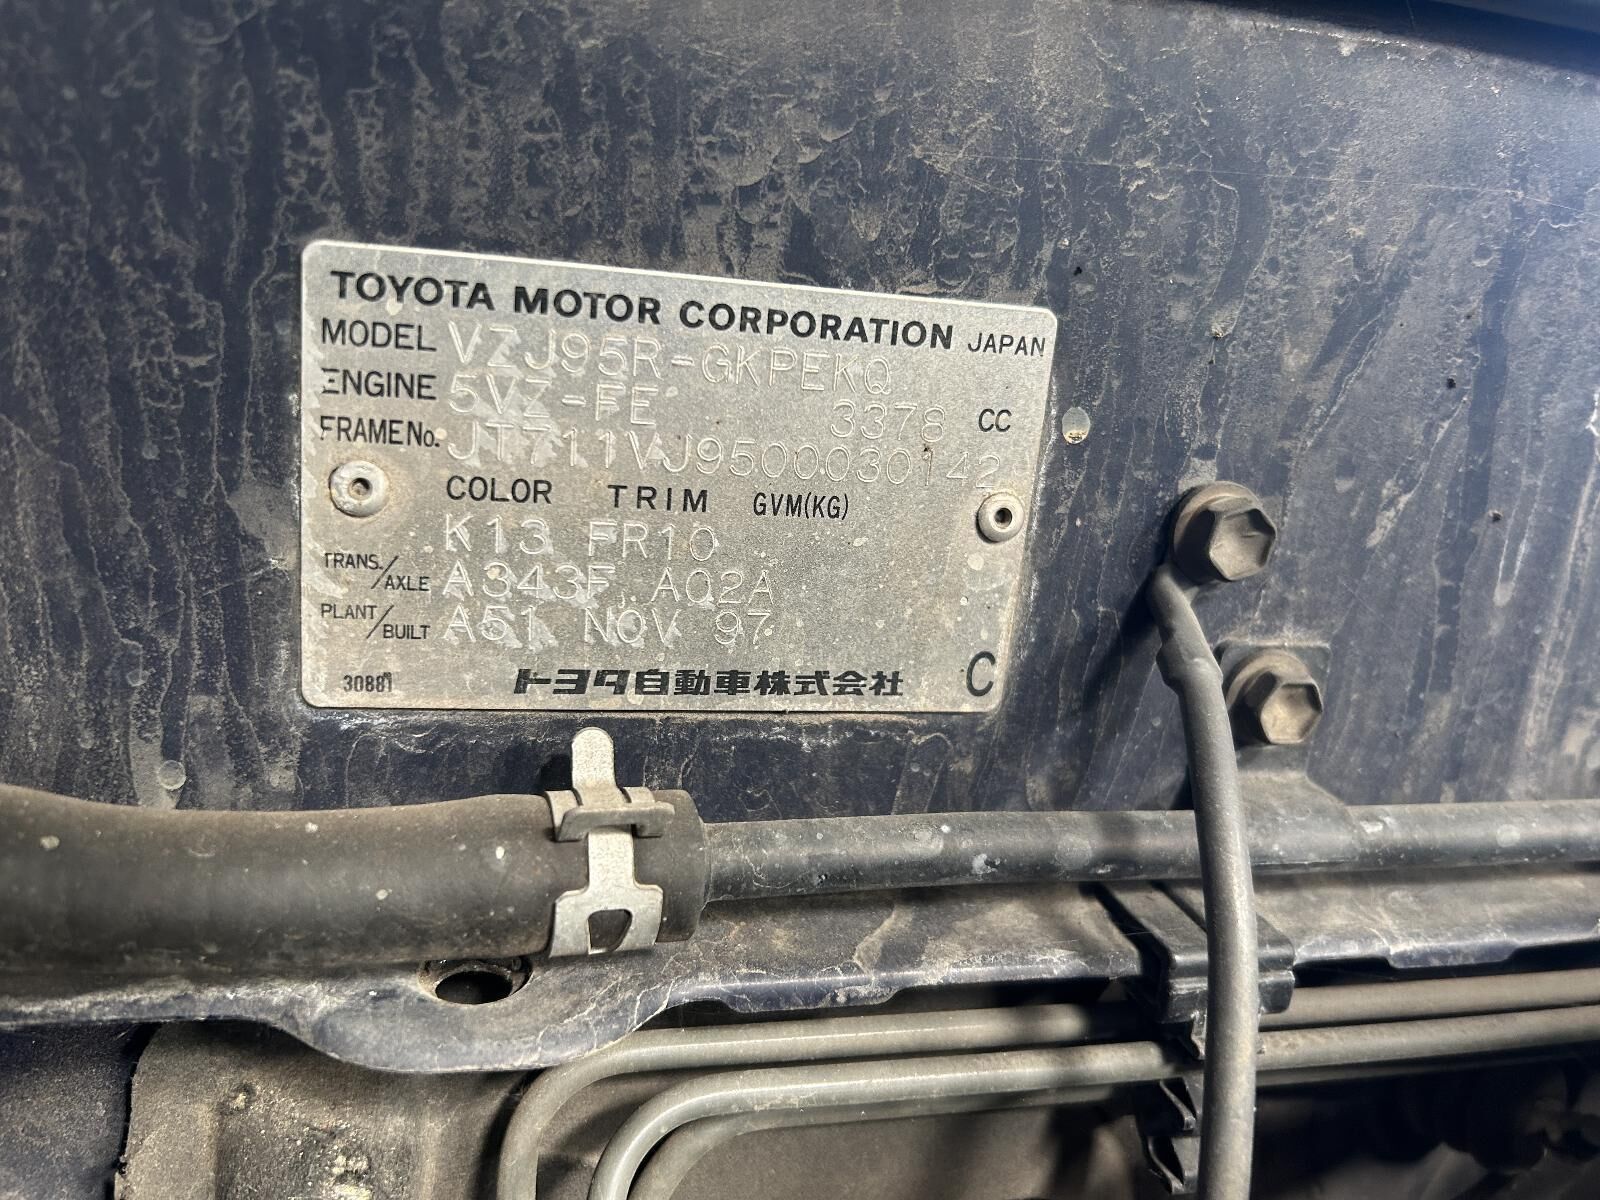 TOYOTA MOTOR CORPORATION JAPAN
MODEL VZJ95R-GKPEKQ
ENGINE 5VZ-FE 3378 CC
FRAME No. JT711VJ9500030142
COLOR TRIM GVM(KG)
K13 FR10
TRANS./AXLE A343F A02A
PLANT/BUILT A51 NOV 97
30881
トヨタ自動車株式会社 C